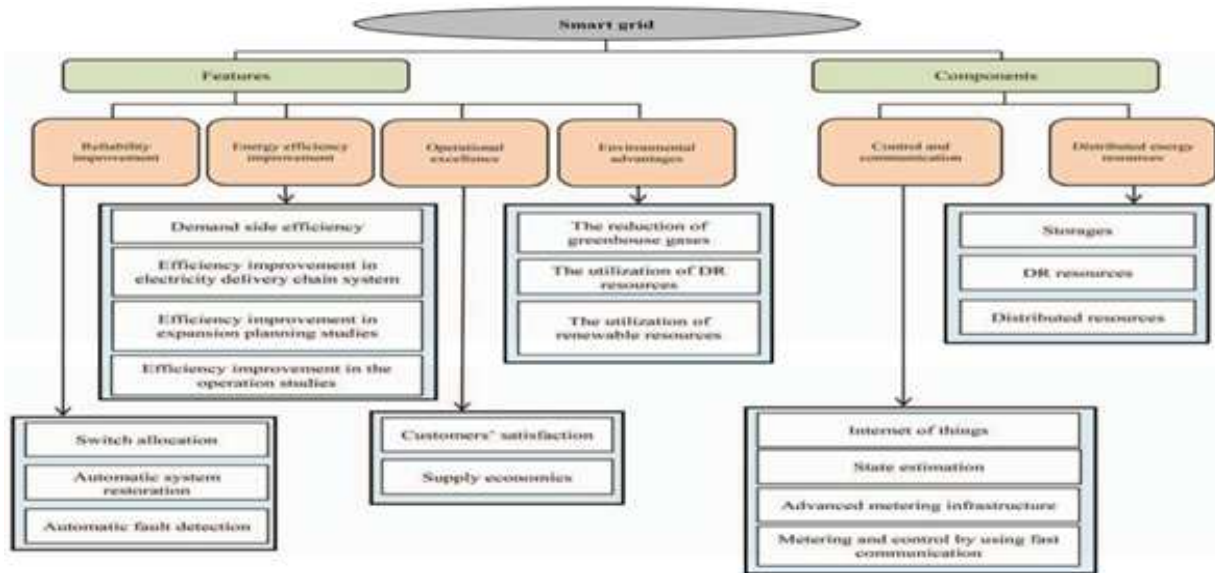 Smart grid
Features
Components
Reliability
improvement
Energy efficiency
improvement
Operational
excellence
Environmental
advantages
Control and
communication
Distributed energy
resources
Demand side efficiency
Efficiency improvement in
electricity delivery chain system
Efficiency improvement in
expansion planning studies
Efficiency improvement in the
operation studies
The reduction of
greenhouse gases
The utilization of DR
resources
The utilization of
renewable resources
Storages
DR resources
Distributed resources
Switch allocation
Automatic system
restoration
Automatic fault detection
Customers' satisfaction
Supply economics
Internet of things
State estimation
Advanced metering infrastructure
Metering and control by using fast
communication